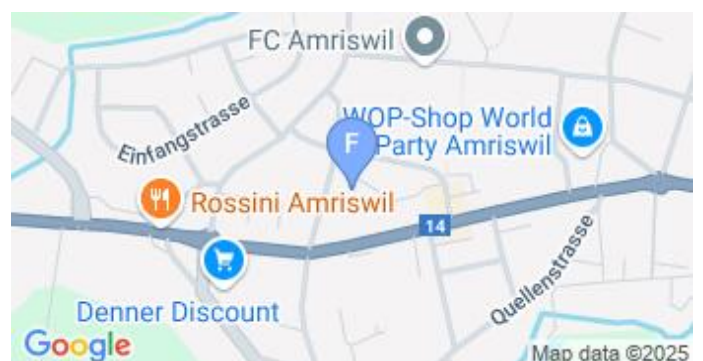 FC Amriswil
WOP-Shop World
Party Amriswil
Einfangstrasse
F
Rossini Amriswil
14
Denner Discount
Quellenstrasse
Google
Map data ©2025